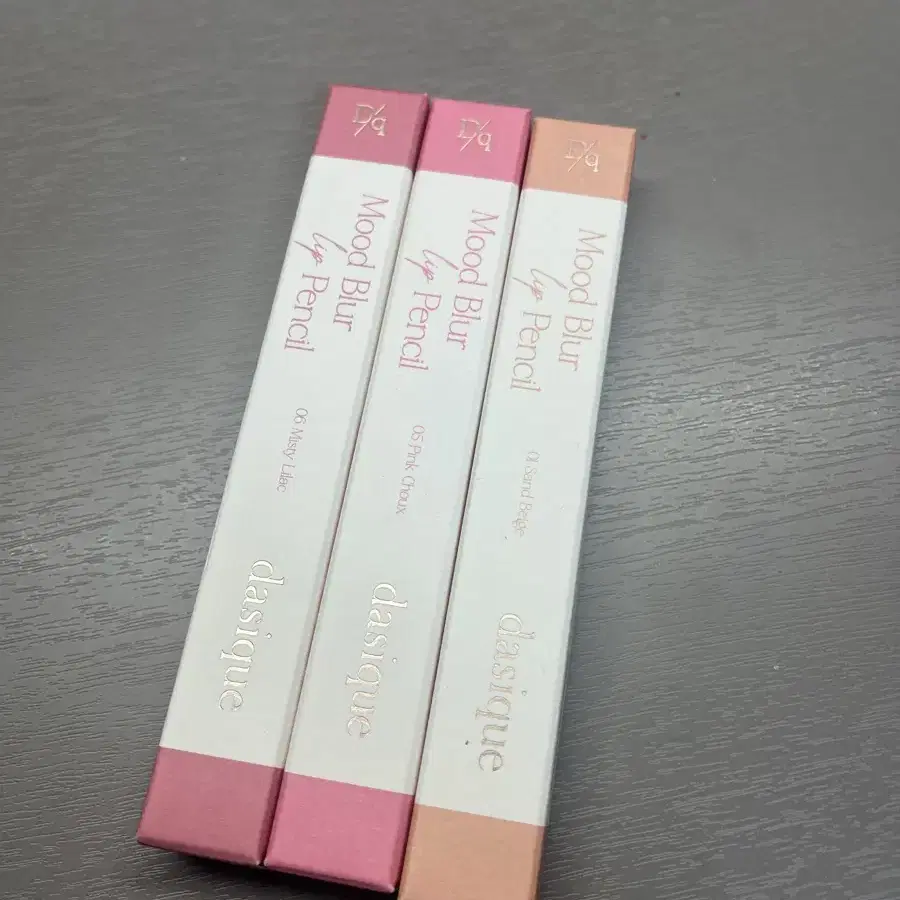 D/q
Mood Blur
lip Pencil
06 Misty Lilac
dasique
D/q
Mood Blur
lip Pencil
05 Pink Choux
dasique
D/q
Mood Blur
lip Pencil
01 Sand Beige
dasique